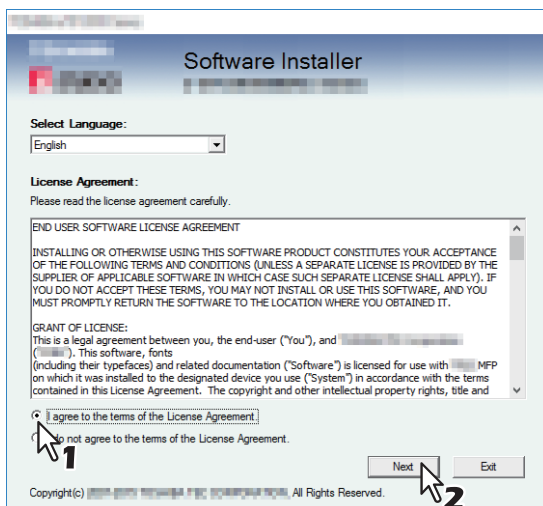 Software Installer
Select Language:
English
License Agreement:
Please read the license agreement carefully.
END USER SOFTWARE LICENSE AGREEMENT
INSTALLING OR OTHERWISE USING THIS SOFTWARE PRODUCT CONSTITUTES YOUR ACCEPTANCE
OF THE FOLLOWING TERMS AND CONDITIONS (UNLESS A SEPARATE LICENSE IS PROVIDED BY THE
SUPPLIER OF APPLICABLE SOFTWARE IN WHICH CASE SUCH SEPARATE LICENSE SHALL APPLY). IF
YOU DO NOT ACCEPT THESE TERMS, YOU MAY NOT INSTALL OR USE THIS SOFTWARE, AND YOU
MUST PROMPTLY RETURN THE SOFTWARE TO THE LOCATION WHERE YOU OBTAINED IT.
GRANT OF LICENSE:
This is a legal agreement between you, the end-user ("You"), and
("        "). This software, fonts
(including their typefaces) and related documentation ("Software") is licensed for use with MFP
on which it was installed to the designated device you use ("System") in accordance with the terms
contained in this License Agreement. The copyright and other intellectual property rights, title and
I agree to the terms of the License Agreement.
do not agree to the terms of the License Agreement.
1
Next
Exit
2
Copyright(c) All Rights Reserved.